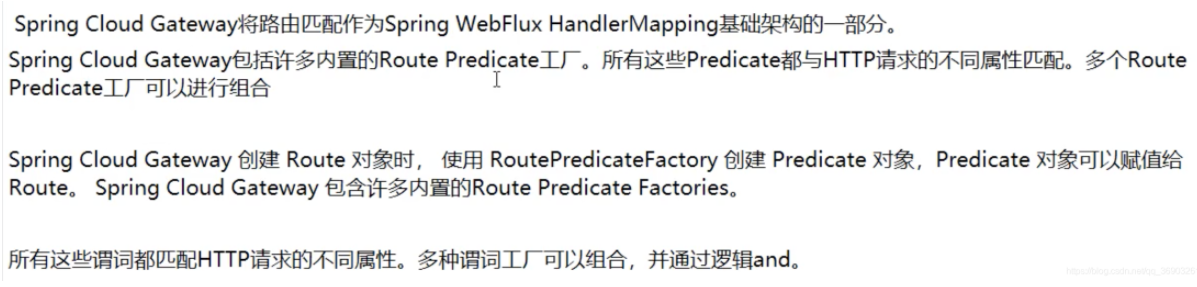 Spring Cloud Gateway将路由匹配作为Spring WebFlux HandlerMapping基础架构的一部分。
Spring Cloud Gateway包括许多内置的Route Predicate工厂。所有这些Predicate都与HTTP请求的不同属性匹配。多个Route
Predicate工厂可以进行组合
Spring Cloud Gateway 创建 Route 对象时， 使用 RoutePredicateFactory 创建 Predicate 对象，Predicate 对象可以赋值给
Route。 Spring Cloud Gateway 包含许多内置的Route Predicate Factories。
所有这些谓词都匹配HTTP请求的不同属性。多种谓词工厂可以组合，并通过逻辑and。